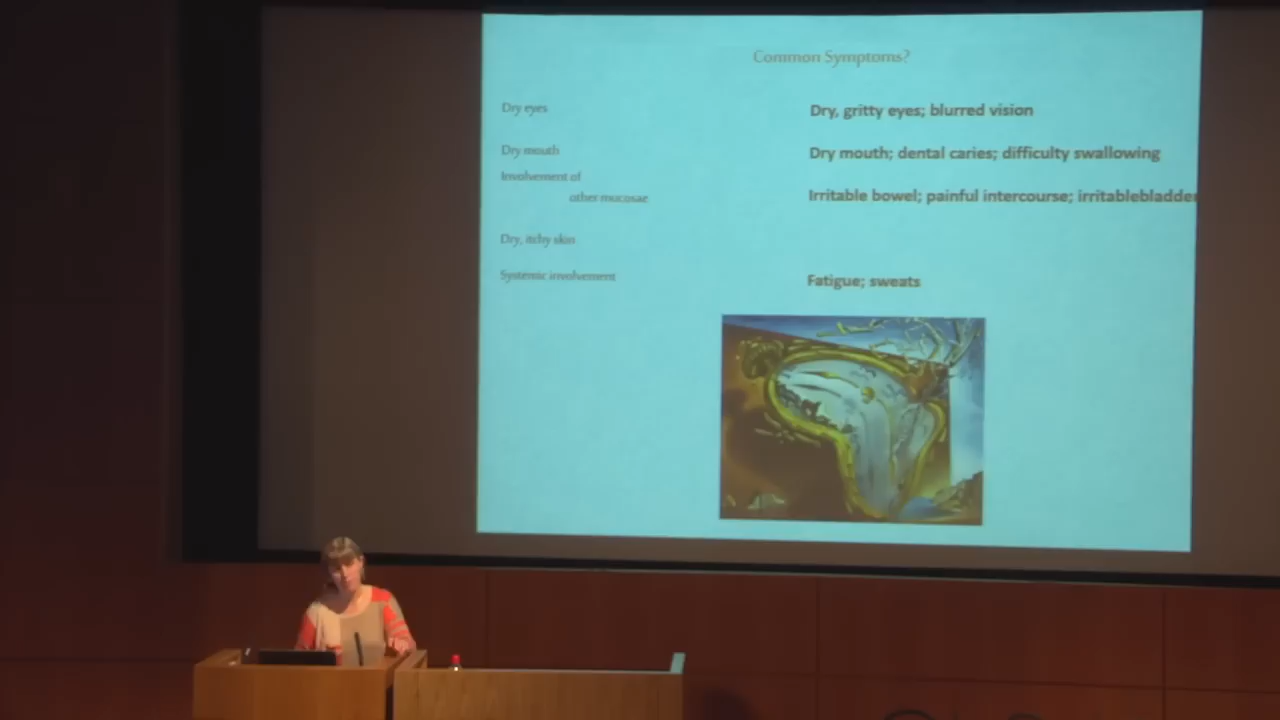 Common Symptoms?
Dry eyes
Dry, gritty eyes; blurred vision
Dry mouth
Dry mouth; dental caries; difficulty swallowing
Involvement of
other mucosae
Irritable bowel; painful intercourse; irritablebladder
Dry, itchy skin
Systemic involvement
Fatigue; sweats